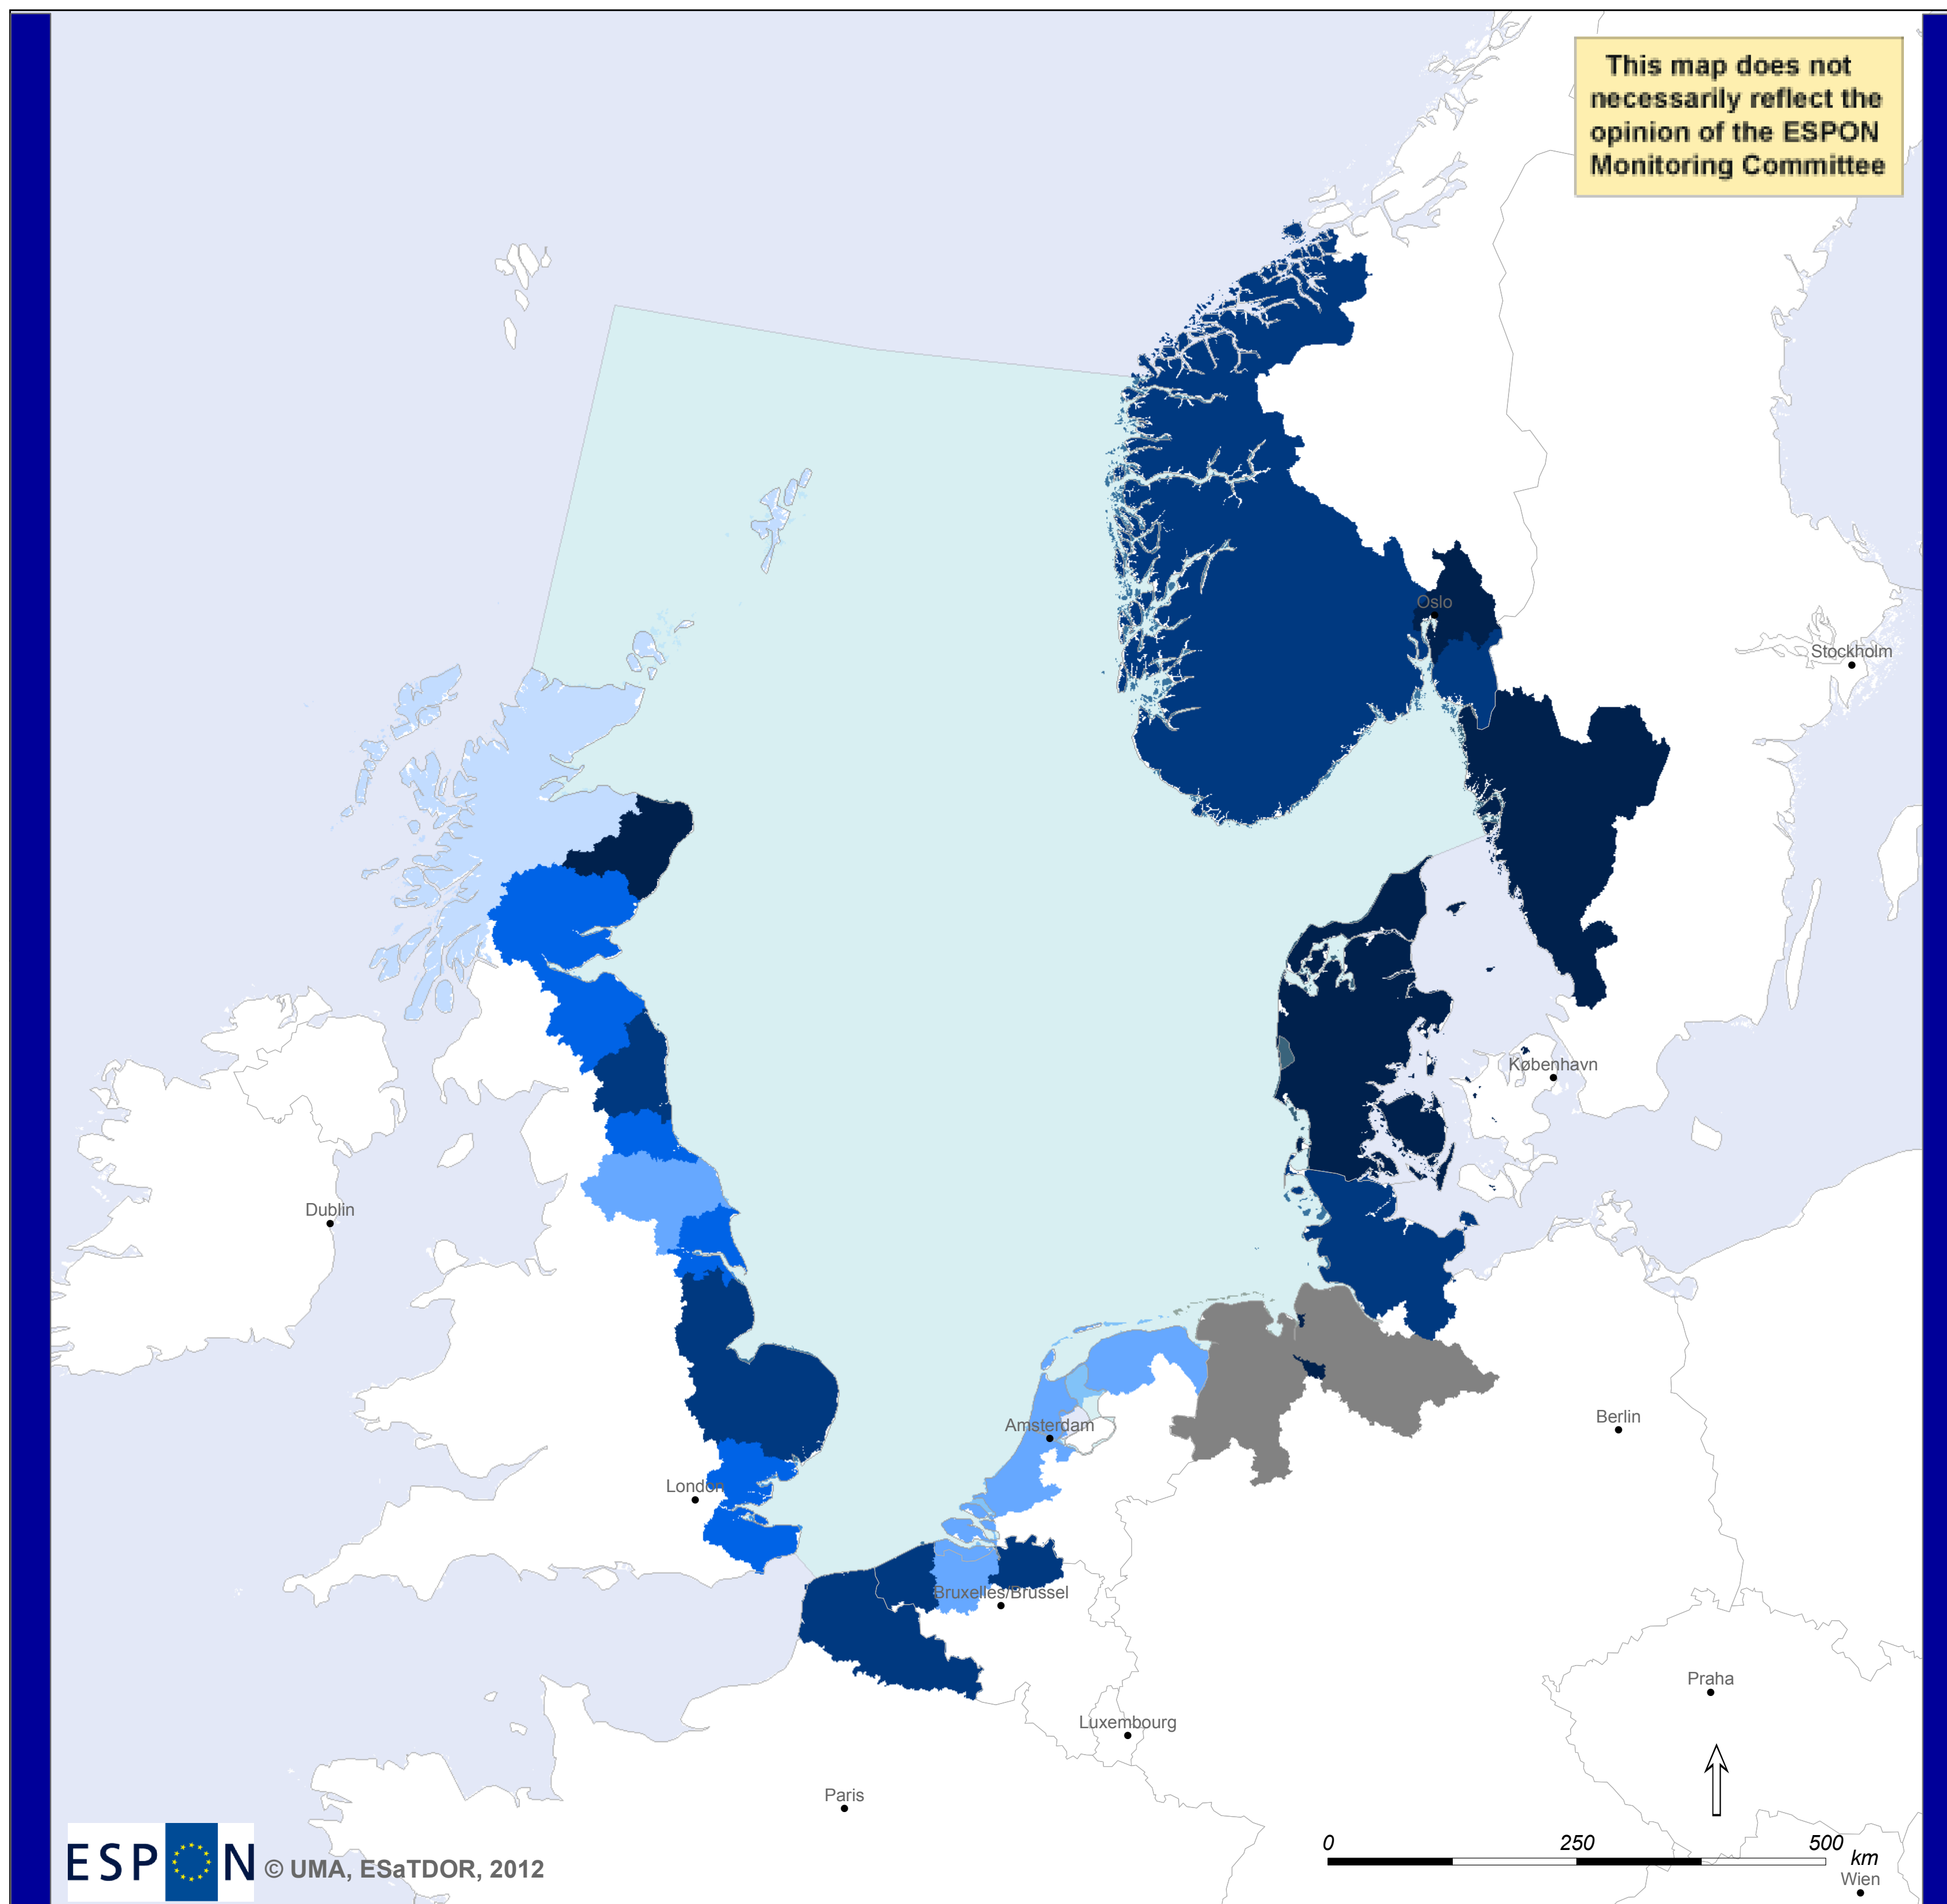 This map does not
necessarily reflect the
opinion of the ESPON
Monitoring Committee
Oslo
Stockholm
København
Dublin
Berlin
Amsterdam
London
Bruxelles/Brussel
Praha
Luxembourg
Paris
0 250 500
km
ESPON © UMA, ESaTDOR, 2012
Wien